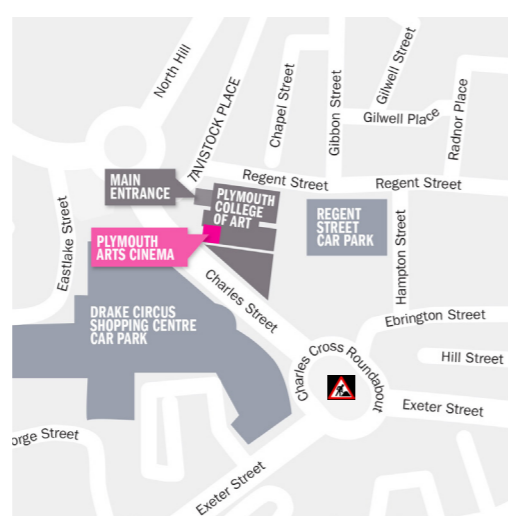 North Hill
TAVISTOCK PLACE
Chapel Street
Gibbon Street
Gilwell Street
Gilwell Place
Radnor Place
MAIN
ENTRANCE
Regent Street
Regent Street
PLYMOUTH
COLLEGE
OF ART
REGENT
STREET
CAR PARK
Eastlake Street
PLYMOUTH
ARTS CINEMA
Hampton Street
Charles Street
DRAKE CIRCUS
SHOPPING CENTRE
CAR PARK
Ebrington Street
Charles Cross Roundabout
Hill Street
Exeter Street
orge Street
Exeter Street